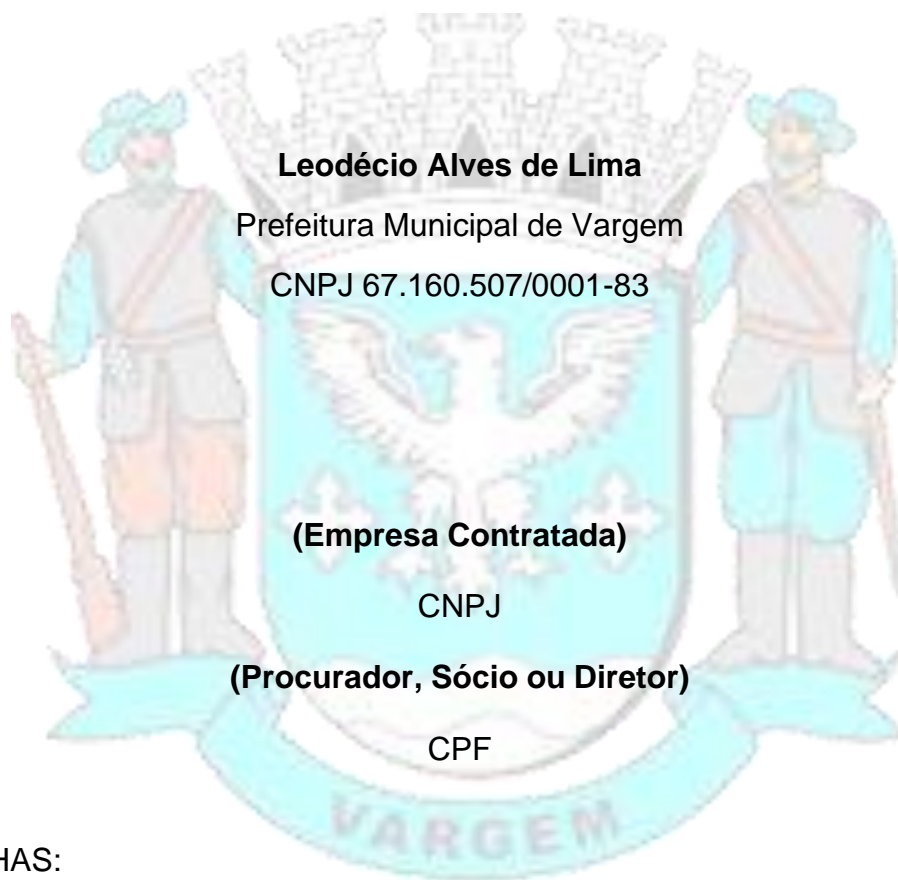 Leodécio Alves de Lima
Prefeitura Municipal de Vargem
CNPJ 67.160.507/0001-83
(Empresa Contratada)
CNPJ
(Procurador, Sócio ou Diretor)
CPF
VARGEM
HAS: